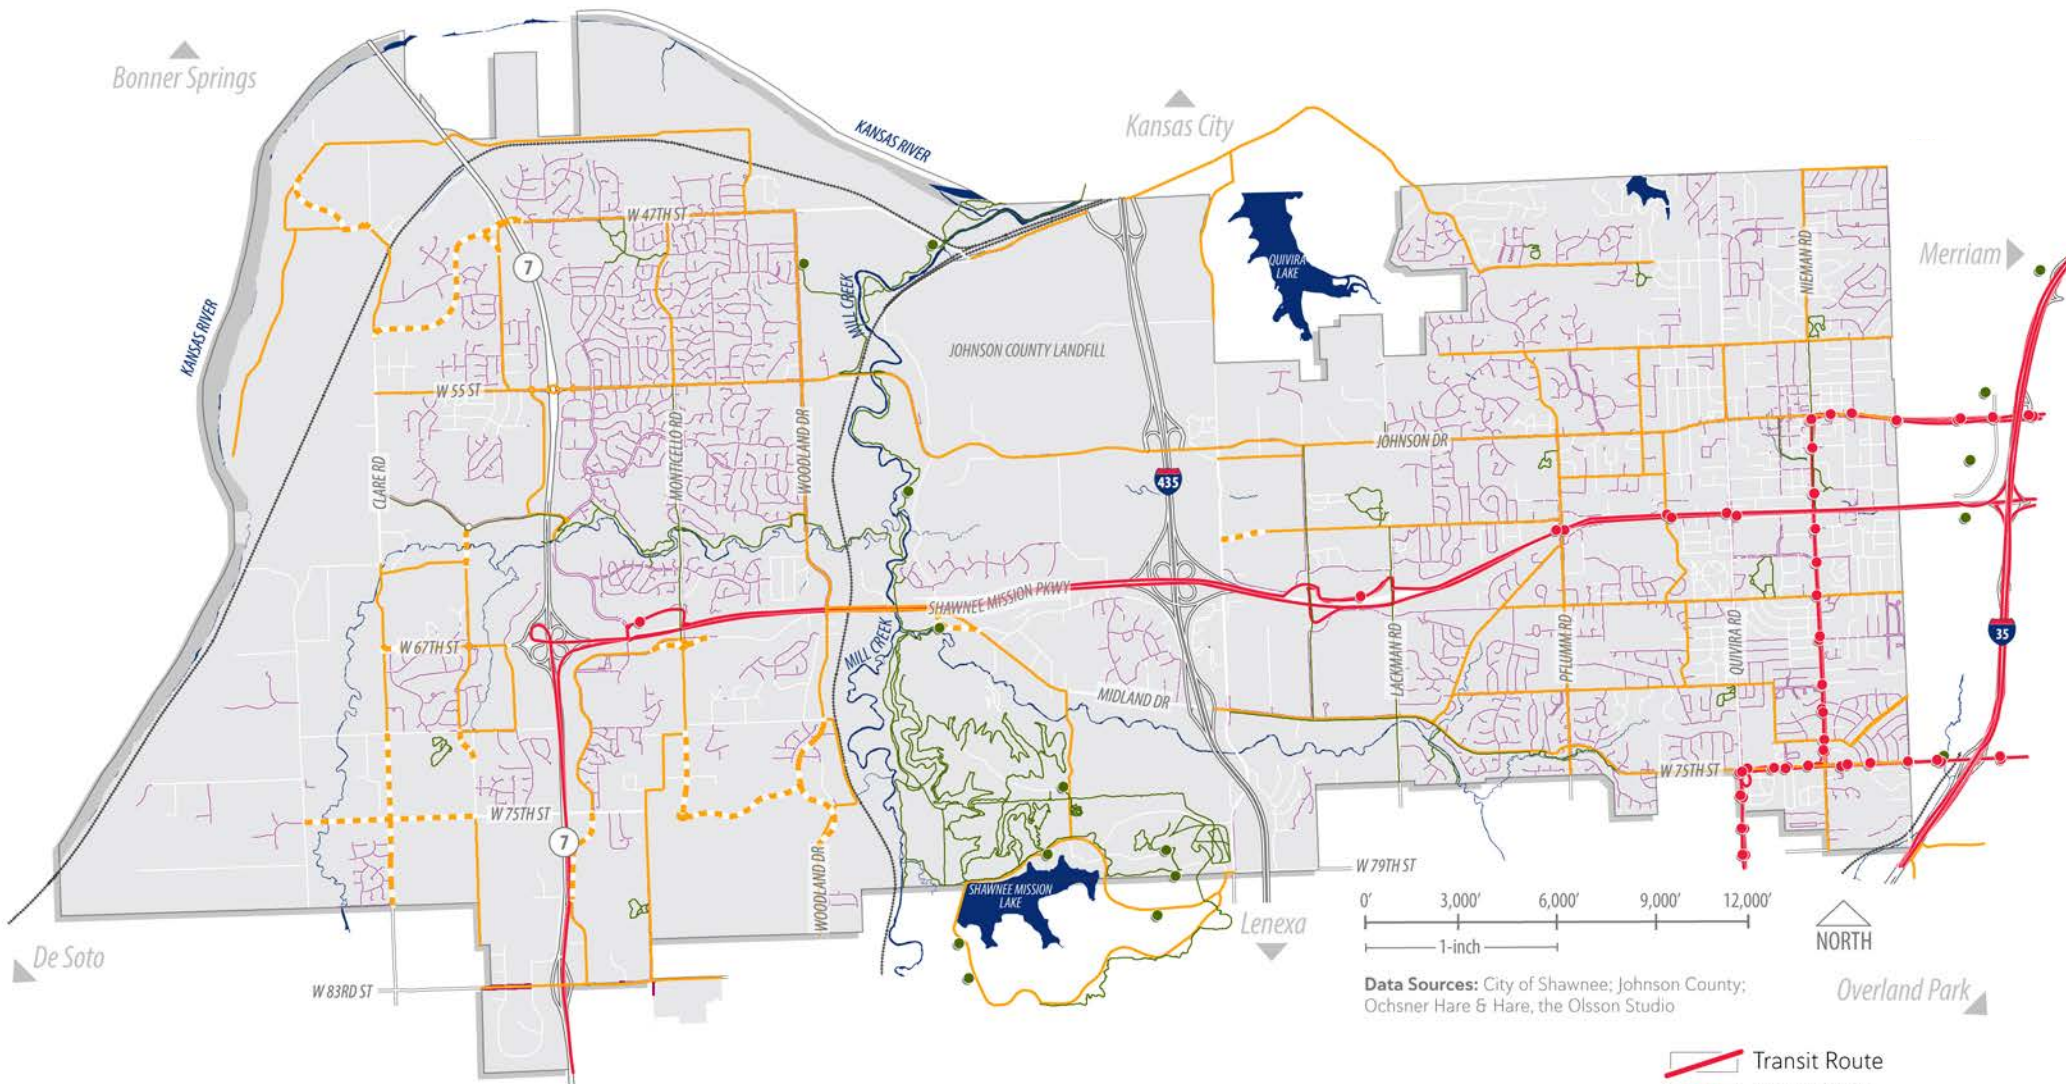 Bonner Springs
Kansas City
KANSAS RIVER
W 47TH ST
NIEMAN RD
Merriam
7
QUIVIRA
LAKE
MILL CREEK
KANSAS RIVER
JOHNSON COUNTY LANDFILL
W 55 ST
MONTICELLO RD
WOODLAND DR
CLARE RD
JOHNSON DR
435
SHAWNEE MISSION PKWY
W 67TH ST
MILL CREEK
LACKMAN RD
PFLUMM RD
QUIVIRA RD
35
MIDLAND DR
W 75TH ST
W 75TH ST
7
WOODLAND DR
W 79TH ST
SHAWNEE MISSION
LAKE
Lenexa
0' 3,000' 6,000' 9,000' 12,000'
1-inch
NORTH
De Soto
W 83RD ST
Data Sources: City of Shawnee; Johnson County;
Ochsner Hare & Hare, the Olsson Studio
Overland Park
Transit Route